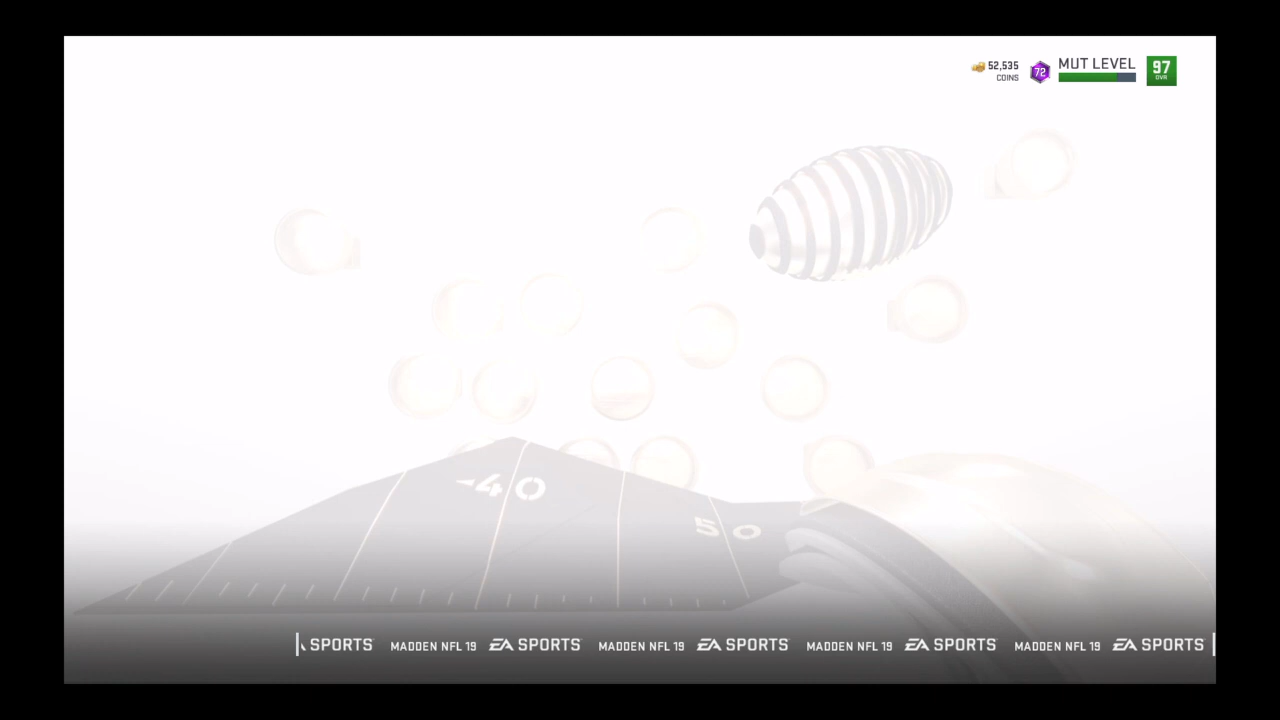 52,535
COINS
72
MUT LEVEL
97
OVR
40
50
SPORTS MADDEN NFL 19 EA SPORTS MADDEN NFL 19 EA SPORTS MADDEN NFL 19 EA SPORTS MADDEN NFL 19 EA SPORTS